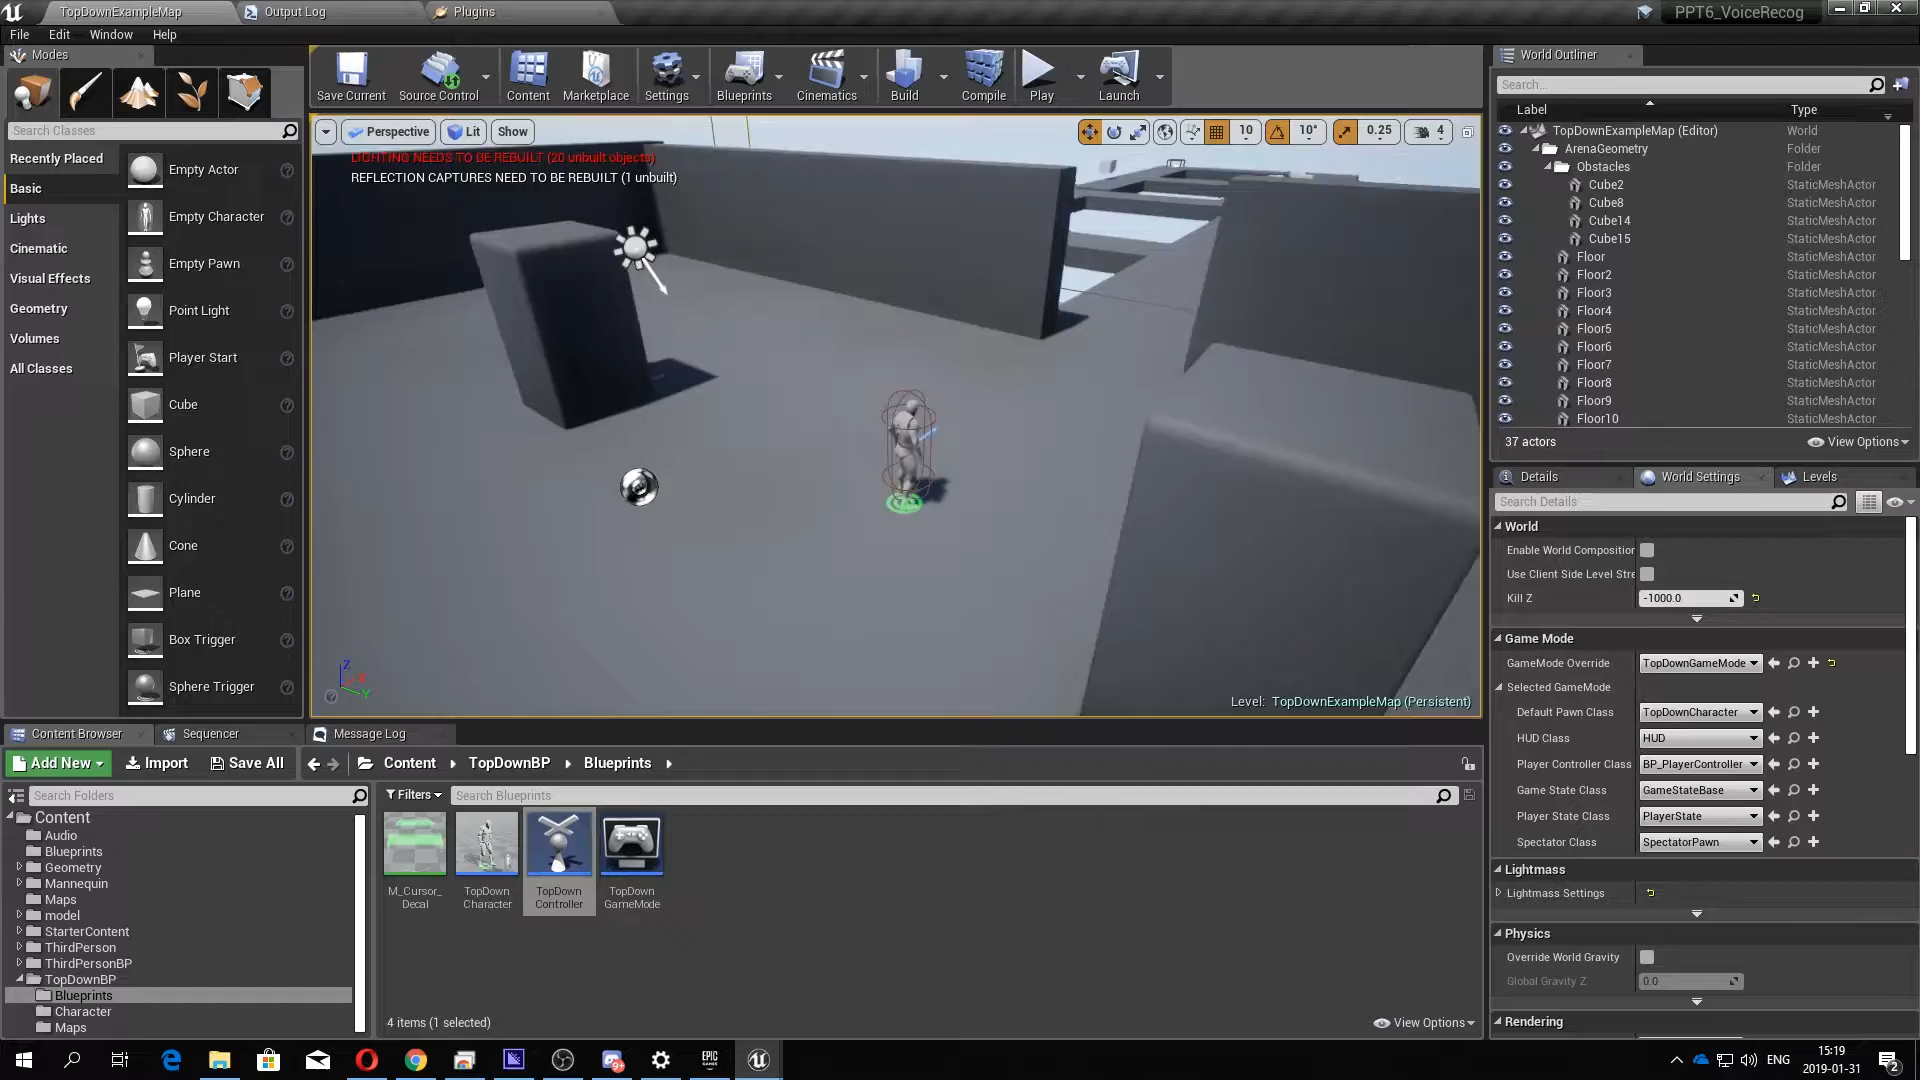 TopDownExampleMap
Output Log
Plugins
PPT6_VoiceRecog
File
Edit
Window
Help
Modes
Save Current
Source Control
Content
Marketplace
Settings
Blueprints
Cinematics
Build
Compile
Play
Launch
Search Classes
Recently Placed
Basic
Lights
Cinematic
Visual Effects
Geometry
Volumes
All Classes
Empty Actor
Empty Character
Empty Pawn
Point Light
Player Start
Cube
Sphere
Cylinder
Cone
Plane
Box Trigger
Sphere Trigger
Perspective
Lit
Show
10
10°
0.25
4
LIGHTING NEEDS TO BE REBUILT (20 unbuilt objects)
REFLECTION CAPTURES NEED TO BE REBUILT (1 unbuilt)
Z
X
Y
Level: TopDownExampleMap (Persistent)
World Outliner
Search...
Label
Type
TopDownExampleMap (Editor) World
ArenaGeometry Folder
Obstacles Folder
Cube2 StaticMeshActor
Cube8 StaticMeshActor
Cube14 StaticMeshActor
Cube15 StaticMeshActor
Floor StaticMeshActor
Floor2 StaticMeshActor
Floor3 StaticMeshActor
Floor4 StaticMeshActor
Floor5 StaticMeshActor
Floor6 StaticMeshActor
Floor7 StaticMeshActor
Floor8 StaticMeshActor
Floor9 StaticMeshActor
Floor10 StaticMeshActor
37 actors
View Options
Details
World Settings
Levels
Search Details
World
Enable World Composition
Use Client Side Level Stre
Kill Z -1000.0
Game Mode
GameMode Override TopDownGameMode
Selected GameMode
Default Pawn Class TopDownCharacter
HUD Class HUD
Player Controller Class BP_PlayerController
Game State Class GameStateBase
Player State Class PlayerState
Spectator Class SpectatorPawn
Lightmass
Lightmass Settings
Physics
Override World Gravity
Global Gravity Z 0.0
Rendering
Content Browser
Sequencer
Message Log
Add New
Import
Save All
Content
TopDownBP
Blueprints
Search Folders
Filters
Search Blueprints
Content
Audio
Blueprints
Geometry
Mannequin
Maps
model
StarterContent
ThirdPerson
ThirdPersonBP
TopDownBP
Blueprints
Character
Maps
M_Cursor_
Decal
TopDown
Character
TopDown
Controller
TopDown
GameMode
4 items (1 selected)
View Options
EPIC
GAMES
9+
ENG
15:19
2019-01-31
2